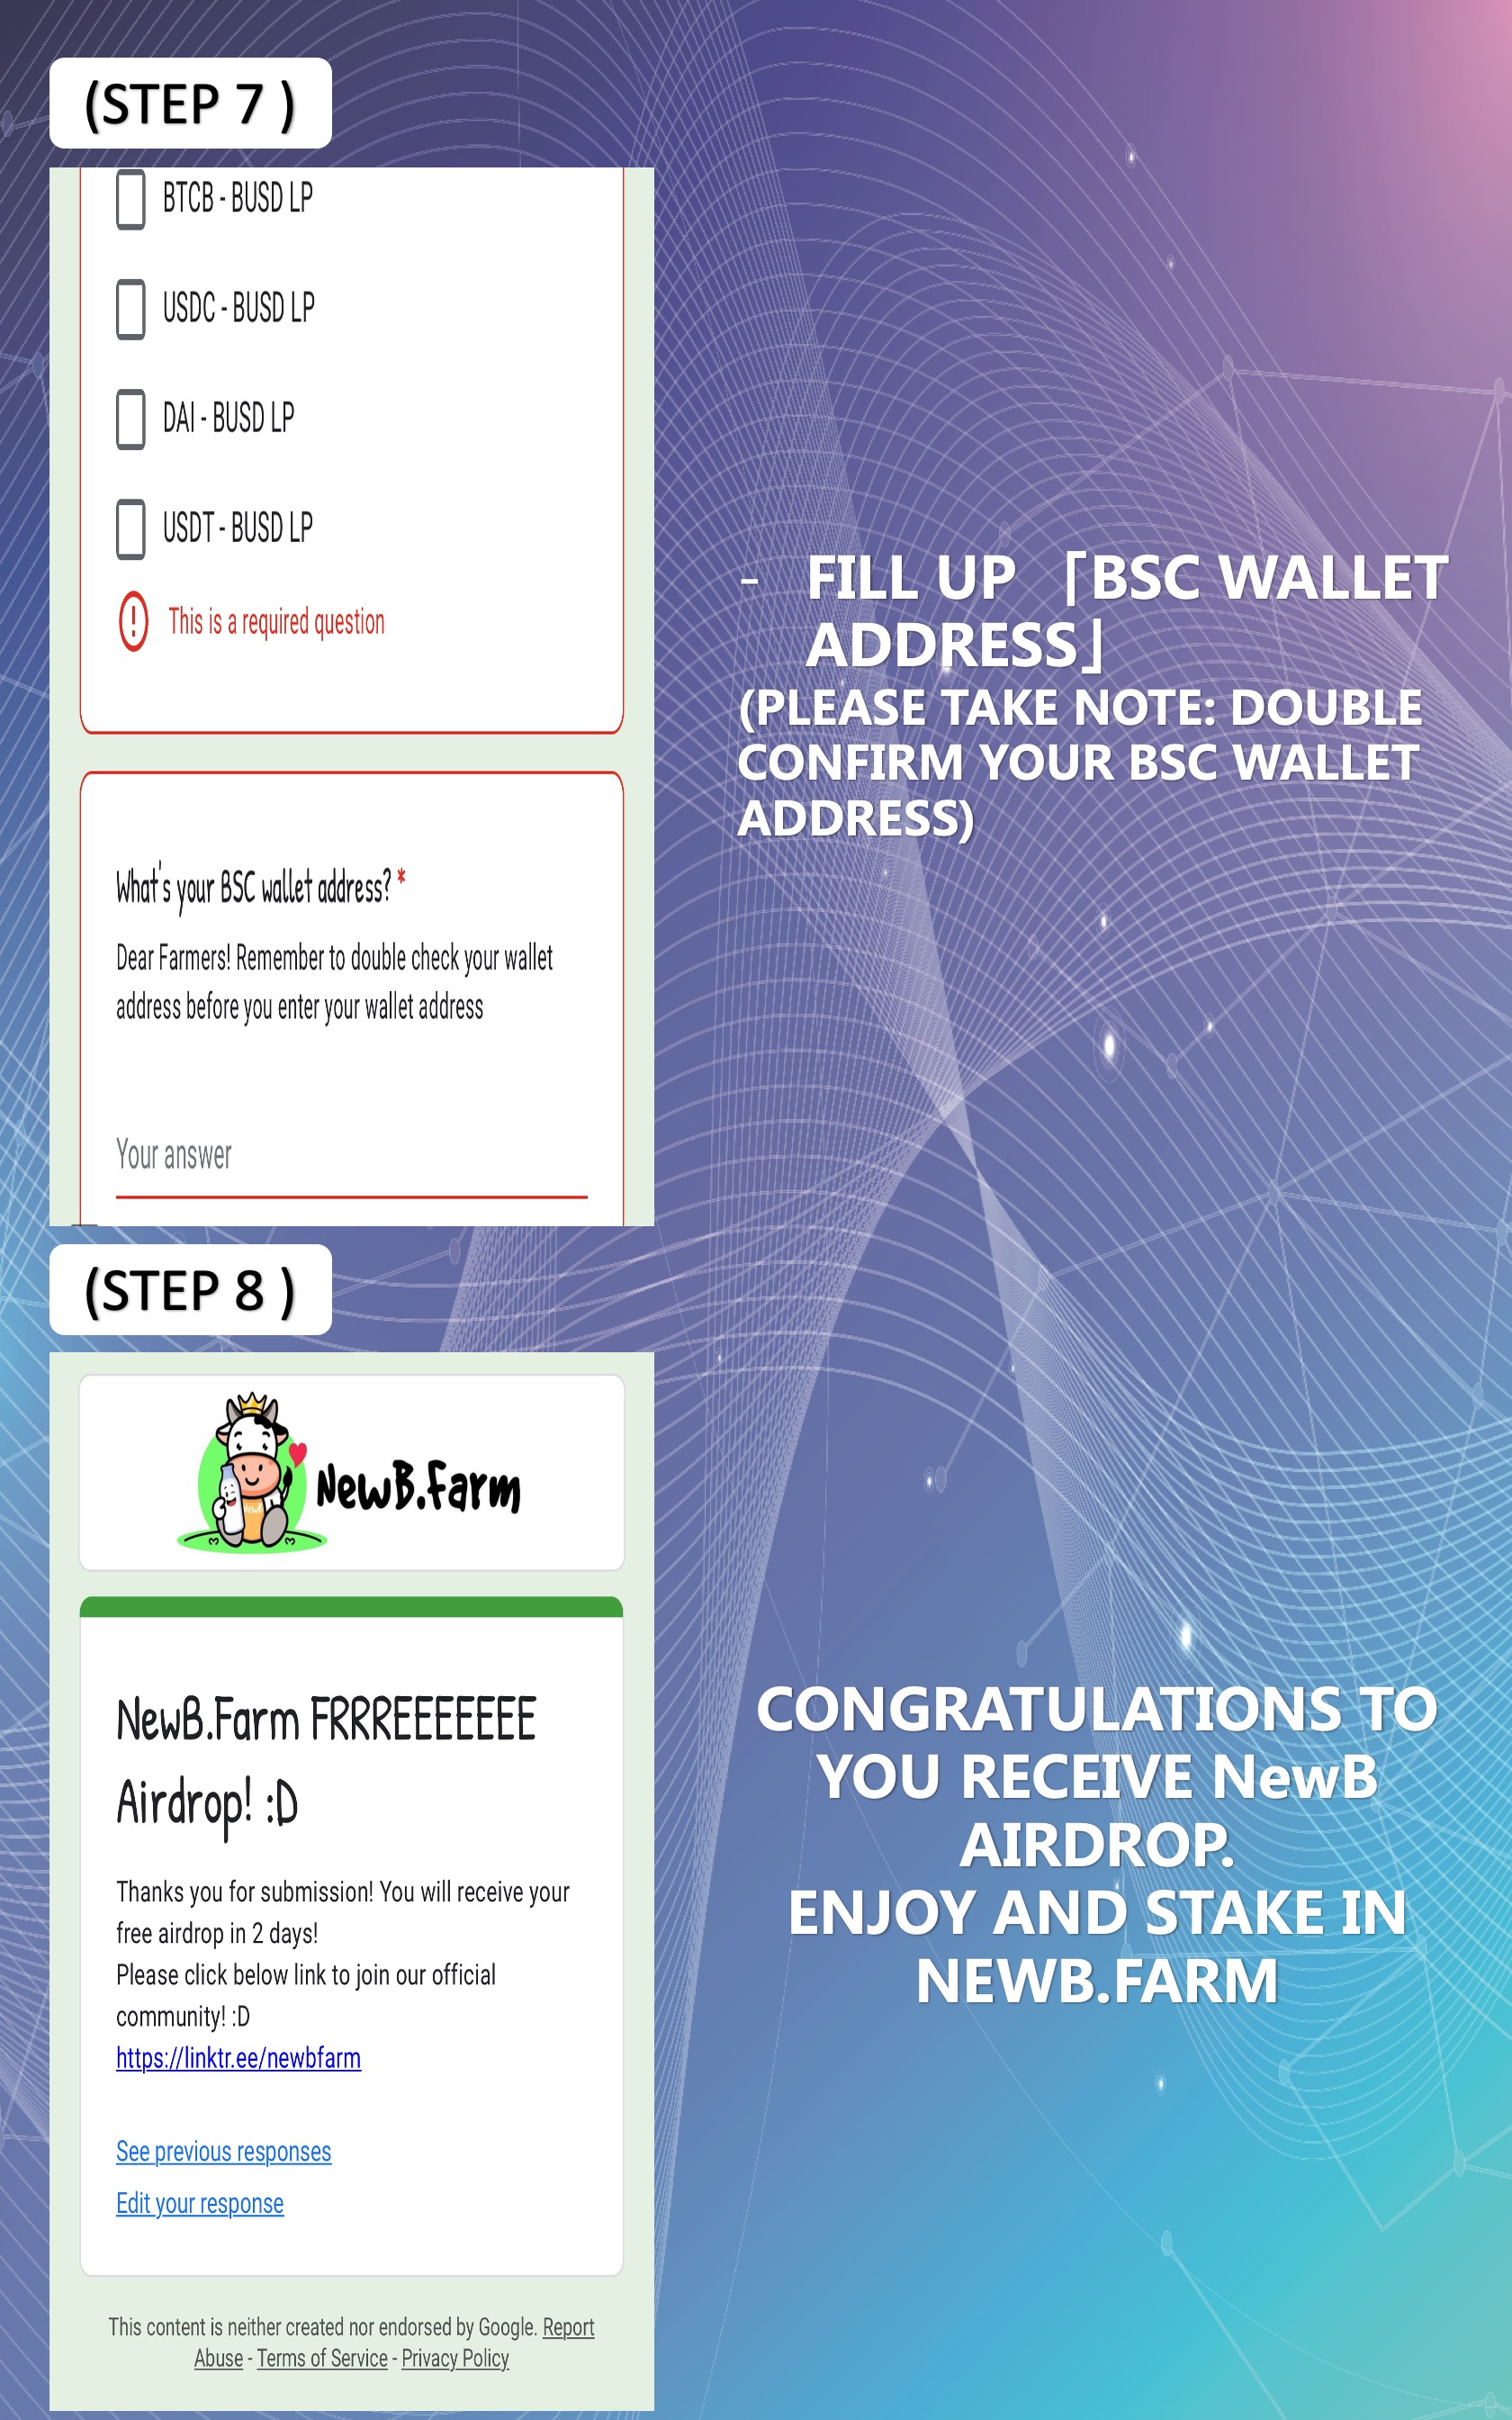 (STEP 7 )
BTCB - BUSD LP
USDC - BUSD LP
DAI - BUSD LP
USDT - BUSD LP
This is a required question
What's your BSC wallet address? *
Dear Farmers! Remember to double check your wallet
address before you enter your wallet address
Your answer
- FILL UP 「BSC WALLET
ADDRESS」
(PLEASE TAKE NOTE: DOUBLE
CONFIRM YOUR BSC WALLET
ADDRESS)
(STEP 8 )
NewB
NewB.Farm
NewB.Farm FRRREEEEEEE
Airdrop! :D
Thanks you for submission! You will receive your
free airdrop in 2 days!
Please click below link to join our official
community! :D
https://linktr.ee/newbfarm
See previous responses
Edit your response
This content is neither created nor endorsed by Google. Report
Abuse - Terms of Service - Privacy Policy
CONGRATULATIONS TO
YOU RECEIVE NewB
AIRDROP.
ENJOY AND STAKE IN
NEWB.FARM